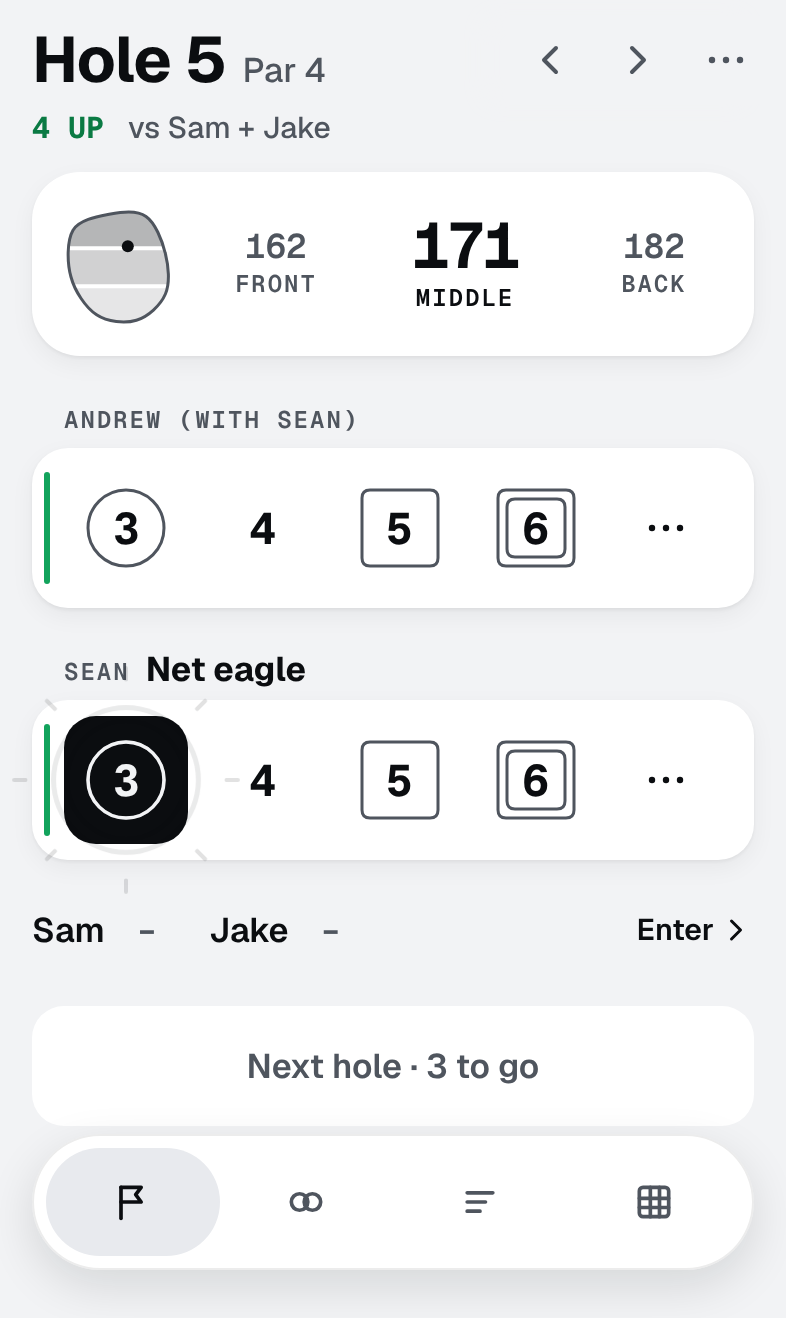 Hole 5 Par 4
4 UP vs Sam + Jake
162 171 182
FRONT MIDDLE BACK
ANDREW (WITH SEAN)
3 4 5 6
SEAN Net eagle
3 4 5 6
Sam – Jake – Enter
Next hole · 3 to go